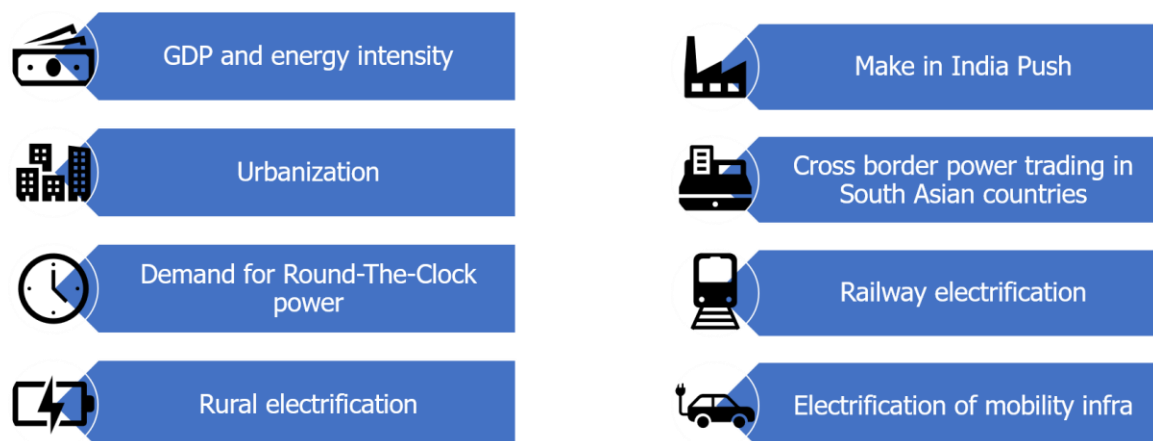 GDP and energy intensity
Urbanization
Demand for Round-The-Clock
power
Rural electrification
Make in India Push
Cross border power trading in
South Asian countries
Railway electrification
Electrification of mobility infra